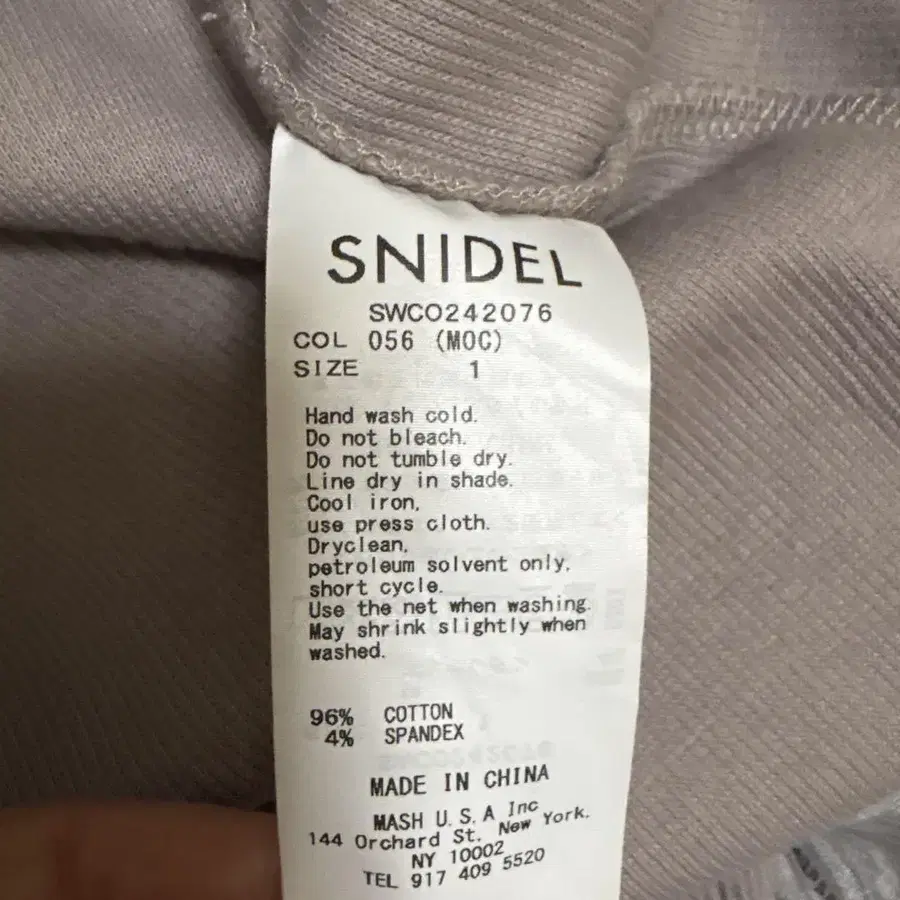 SNIDEL
SWCO242076
COL 056 (MOC)
SIZE 1
Hand wash cold.
Do not bleach.
Do not tumble dry.
Line dry in shade.
Cool iron,
use press cloth.
Dryclean,
petroleum solvent only,
short cycle.
Use the net when washing.
May shrink slightly when
washed.
96% COTTON
4% SPANDEX
MADE IN CHINA
MASH U.S.A Inc
144 Orchard St. New York.
NY 10002
TEL 917 409 5520